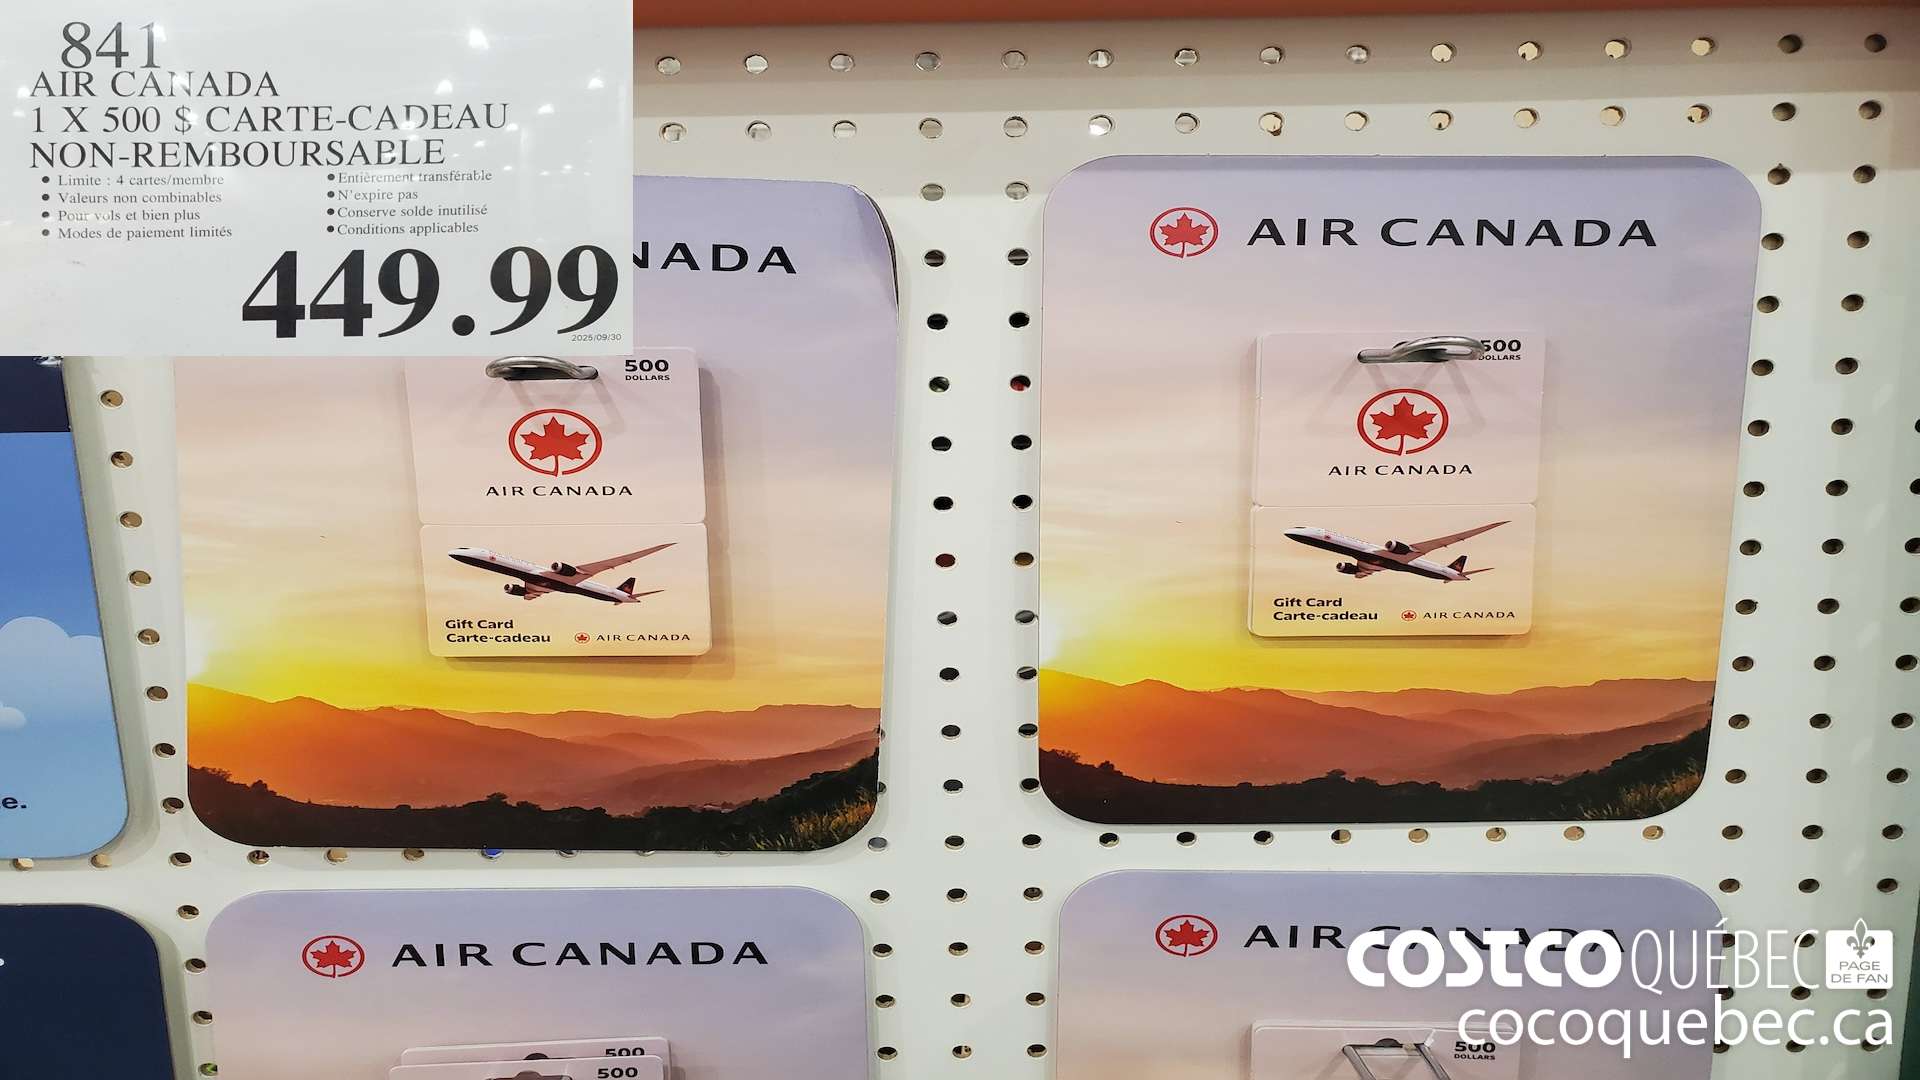 841
AIR CANADA
1 X 500 $ CARTE-CADEAU
NON-REMBOURSABLE
• Limite : 4 cartes/membre
• Valeurs non combinables
• Pour vols et bien plus
• Modes de paiement limités
• Entièrement transférable
• N'expire pas
• Conserve solde inutilisé
• Conditions applicables
449.99
2025/09/30
NADA
500
DOLLARS
AIR CANADA
Gift Card
Carte-cadeau
AIR CANADA
AIR CANADA
500
DOLLARS
AIR CANADA
Gift Card
Carte-cadeau
AIR CANADA
e.
AIR CANADA
500
500
AIR CANADA
500
DOLLARS
COSTCO QUÉBEC
PAGE
DE FAN
cocoquebec.ca